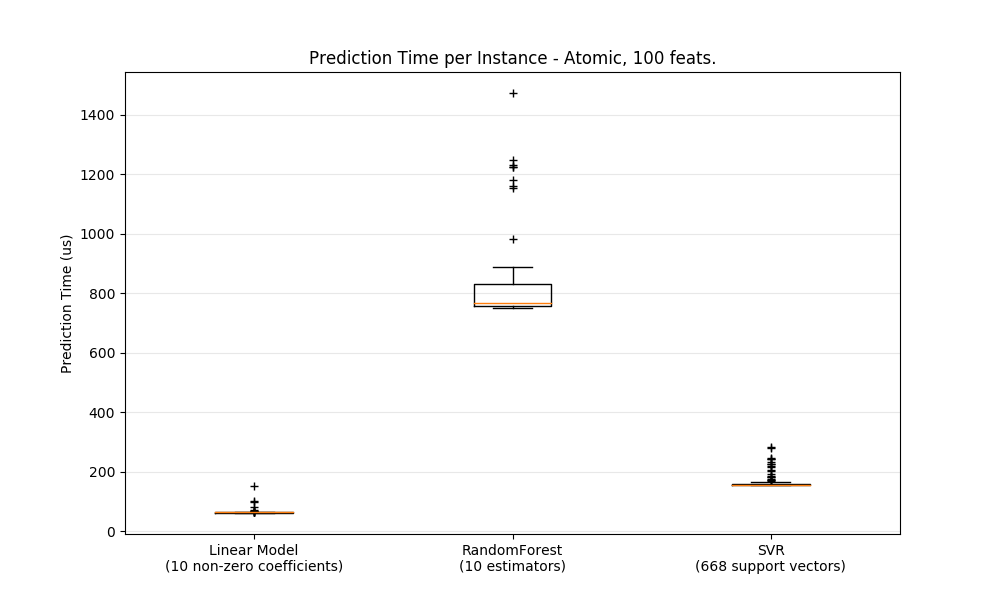 Prediction Time per Instance - Atomic, 100 feats.
Prediction Time (us)
1400
1200
1000
800
600
400
200
0
Linear Model
(10 non-zero coefficients)
RandomForest
(10 estimators)
SVR
(668 support vectors)